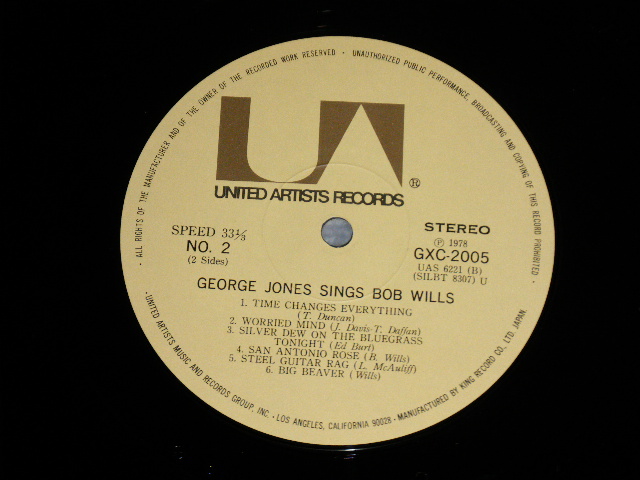 · ALL RIGHTS OF THE MANUFACTURER AND OF THE OWNER OF THE RECORDED WORK RESERVED · UNAUTHORIZED PUBLIC PERFORMANCE, BROADCASTING AND COPYING OF THIS RECORD PROHIBITED ·
UA
UNITED ARTISTS RECORDS ®
SPEED 33⅓
NO. 2
(2 Sides)
STEREO
Ⓟ 1978
GXC-2005
UAS 6221 (B)
(SILBT 8307) U
GEORGE JONES SINGS BOB WILLS
1. TIME CHANGES EVERYTHING
(T. Duncan)
2. WORRIED MIND (J. Davis-T. Daffan)
3. SILVER DEW ON THE BLUEGRASS
TONIGHT (Ed Burt)
4. SAN ANTONIO ROSE (B. Wills)
5. STEEL GUITAR RAG (L. McAuliff)
6. BIG BEAVER (Wills)
· UNITED ARTISTS MUSIC AND RECORDS GROUP, INC. · LOS ANGELES, CALIFORNIA 90028 · MANUFACTURED BY KING RECORD CO., LTD. JAPAN.